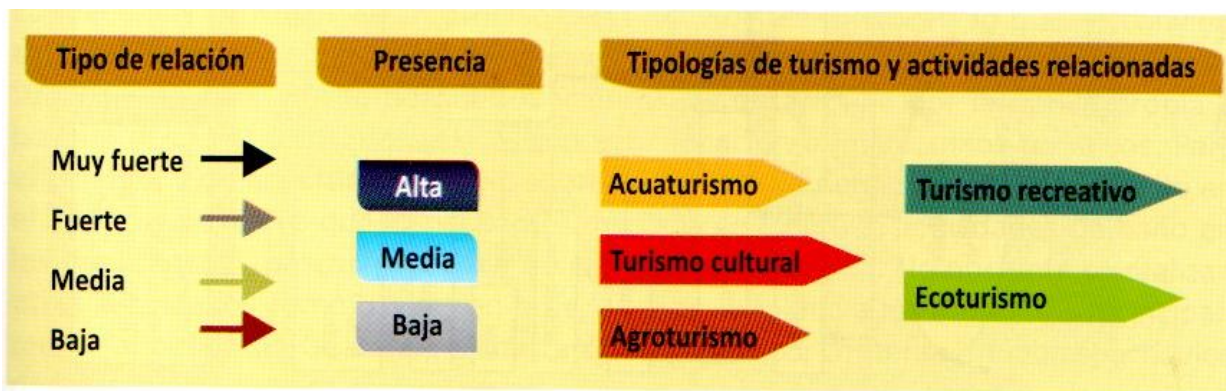 Tipo de relación
Presencia
Tipologías de turismo y actividades relacionadas
Muy fuerte
Fuerte
Media
Baja
Alta
Media
Baja
Acuaturismo
Turismo cultural
Agroturismo
Turismo recreativo
Ecoturismo